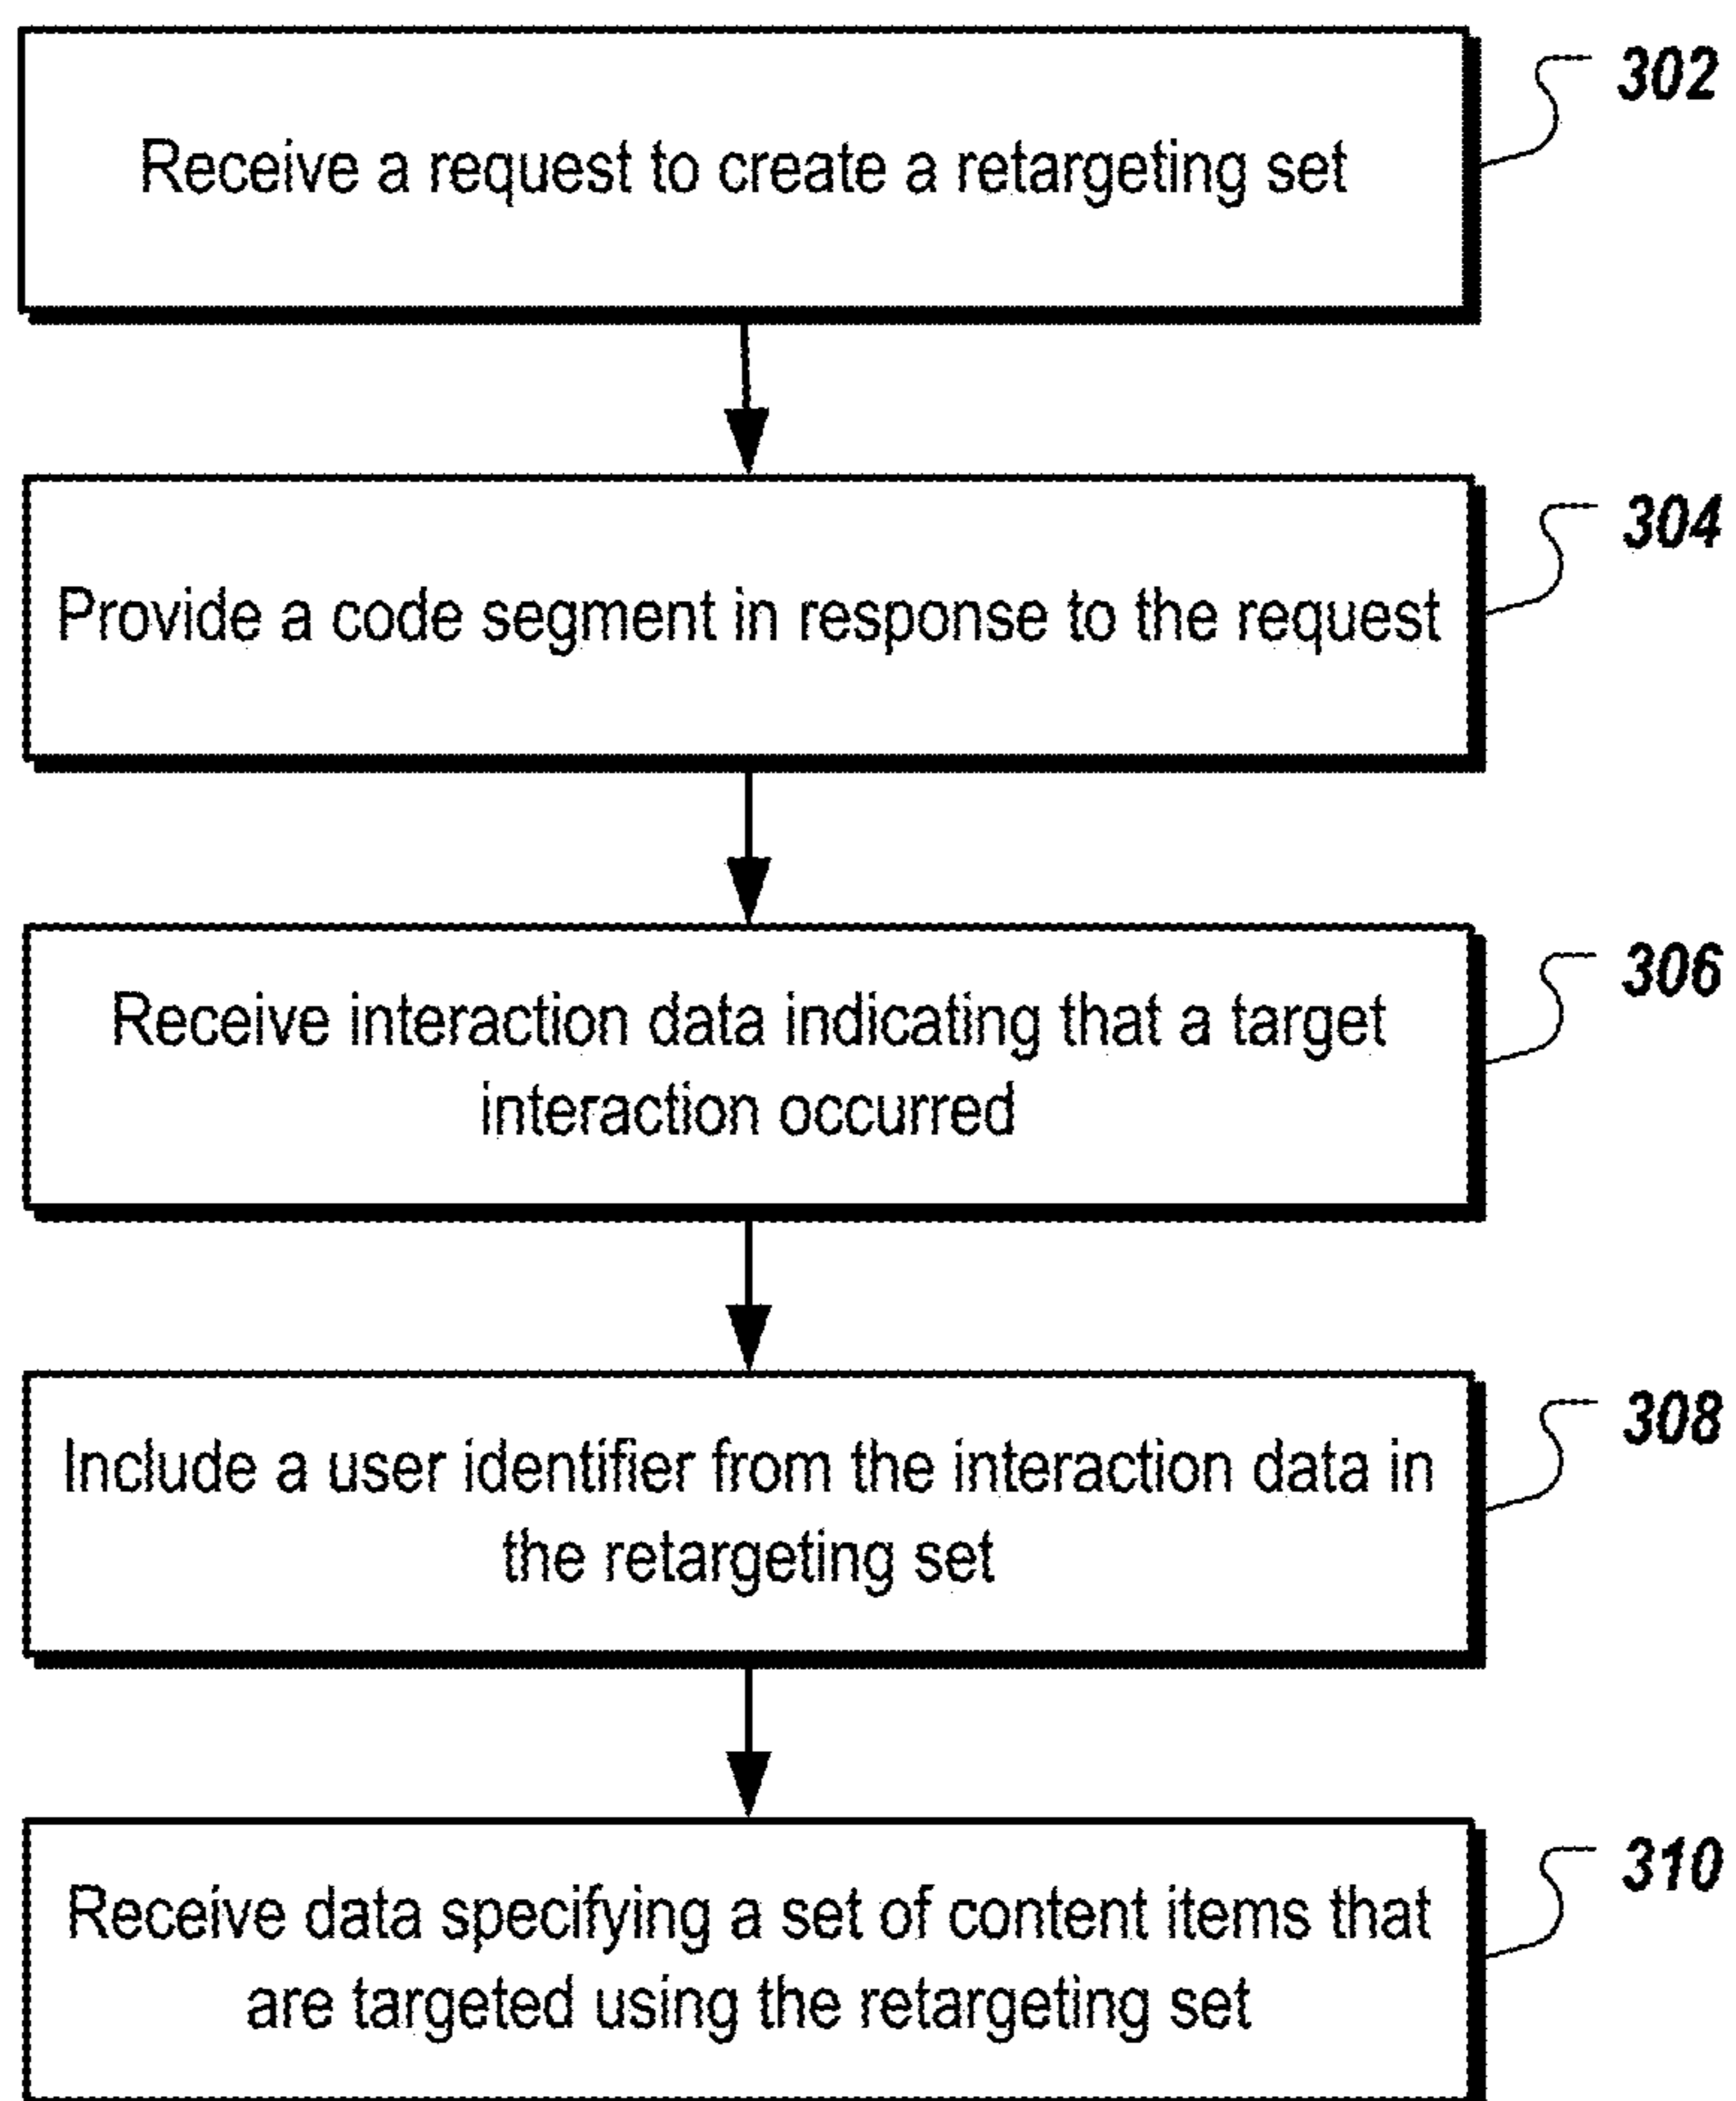 302
Receive a request to create a retargeting set
304
Provide a code segment in response to the request
306
Receive interaction data indicating that a target
interaction occurred
308
Include a user identifier from the interaction data in
the retargeting set
310
Receive data specifying a set of content items that
are targeted using the retargeting set